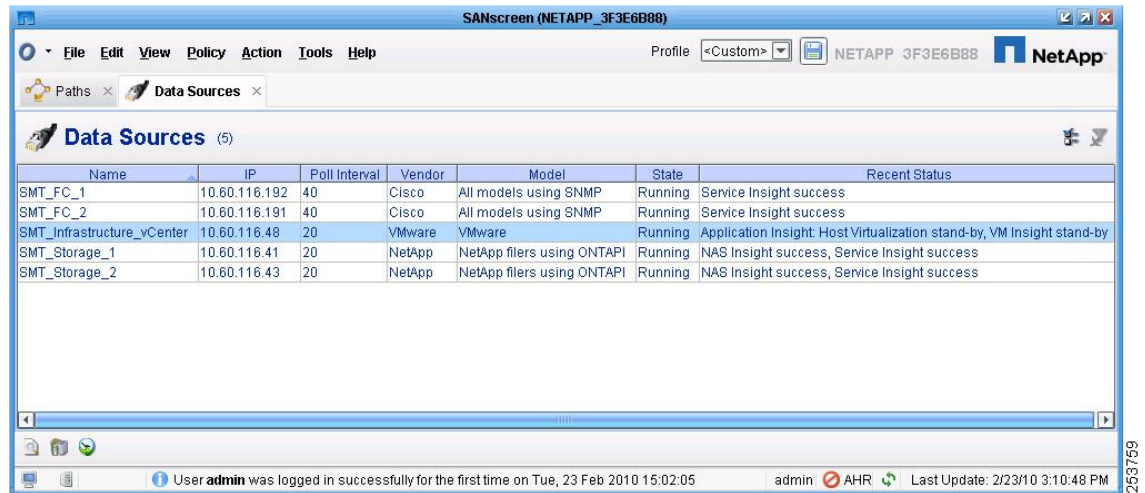 SANscreen (NETAPP_3F3E6B88)
File Edit View Policy Action Tools Help Profile <Custom> NETAPP 3F3E6B88 NetApp
Paths Data Sources
Data Sources (5)
Name IP Poll Interval Vendor Model State Recent Status
SMT_FC_1 10.60.116.192 40 Cisco All models using SNMP Running Service Insight success
SMT_FC_2 10.60.116.191 40 Cisco All models using SNMP Running Service Insight success
SMT_Infrastructure_vCenter 10.60.116.48 20 VMware VMware Running Application Insight: Host Virtualization stand-by, VM Insight stand-by
SMT_Storage_1 10.60.116.41 20 NetApp NetApp filers using ONTAPI Running NAS Insight success, Service Insight success
SMT_Storage_2 10.60.116.43 20 NetApp NetApp filers using ONTAPI Running NAS Insight success, Service Insight success
User admin was logged in successfully for the first time on Tue, 23 Feb 2010 15:02:05 admin AHR Last Update: 2/23/10 3:10:48 PM
253759